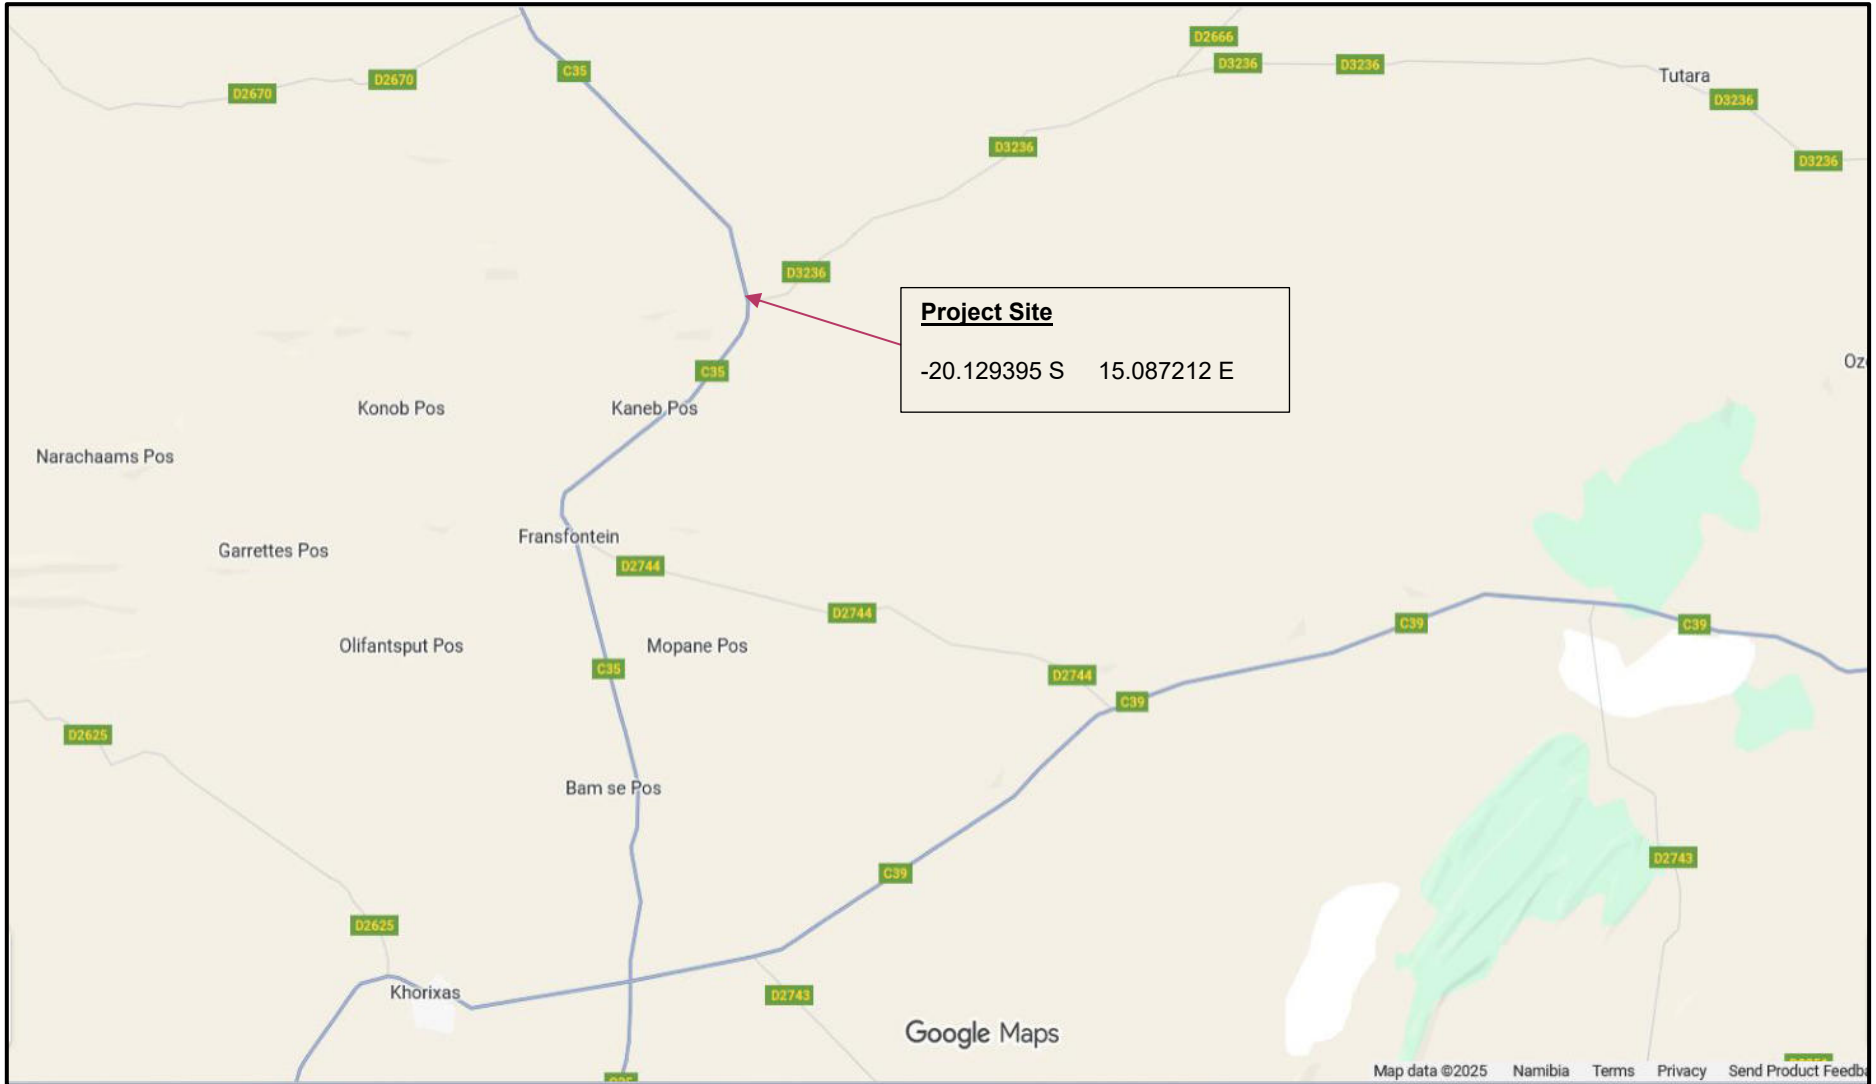 D2666
C35
D3236
D3236
D2670
D2670
Tutara
D3236
D3236
D3236
D3236
Project Site
-20.129395 S 15.087212 E
C35
Konob Pos
Kaneb Pos
Narachaams Pos
Fransfontein
Garrettes Pos
D2744
D2744
C39
C39
Olifantsput Pos
Mopane Pos
C35
D2744
C39
D2625
Bam se Pos
D2743
C39
D2625
Khorixas
D2743
Google Maps
Map data ©2025 Namibia Terms Privacy Send Product